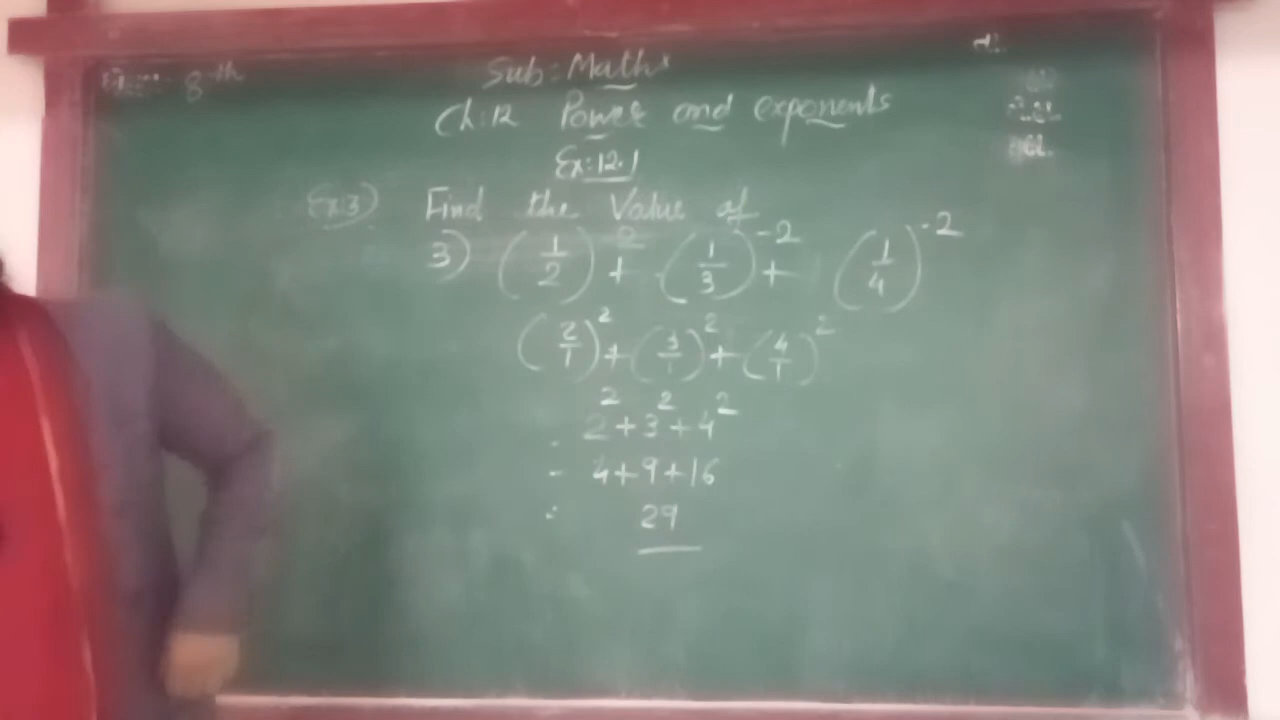 8th
Sub: Maths
Ch:12 Power and exponents
Ex:12.1
Ex:3) Find the Value of
3) (1/2)^2 + (1/3)^-2 + (1/4)^-2
(2/1)^2 + (3/1)^2 + (4/1)^2
2^2 + 3^2 + 4^2
- 4+9+16
29